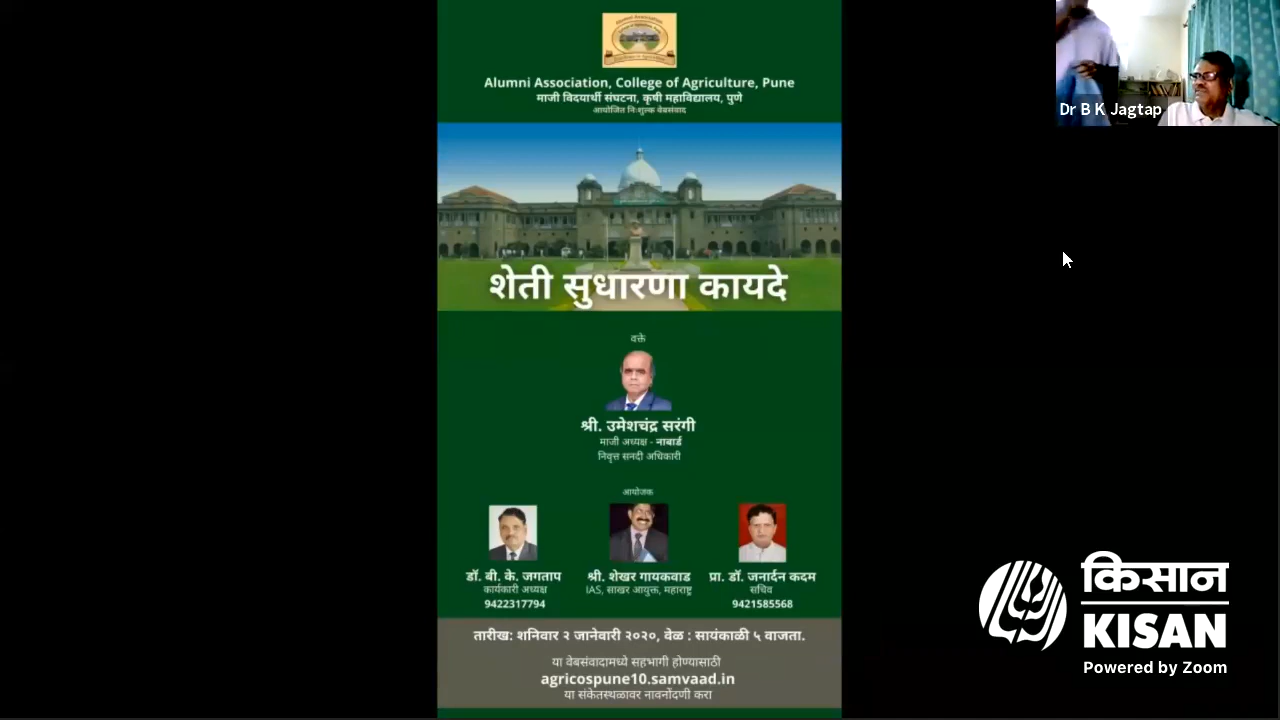 Alumni Association
Alumni Association, College of Agriculture, Pune
माजी विदयार्थी संघटना, कृषी महाविद्यालय, पुणे
आयोजित निःशुल्क वेबसंवाद
शेती सुधारणा कायदे
वक्ते
श्री. उमेशचंद्र सरंगी
माजी अध्यक्ष - नाबार्ड
निवृत्त सनदी अधिकारी
आयोजक
डॉ. बी. के. जगताप
कार्यकारी अध्यक्ष
9422317794
श्री. शेखर गायकवाड
IAS, साखर आयुक्त, महाराष्ट्र
प्रा. डॉ. जनार्दन कदम
सचिव
9421585568
तारीख: शनिवार २ जानेवारी २०२०, वेळ : सायंकाळी ५ वाजता.
या वेबसंवादामध्ये सहभागी होण्यासाठी
agricospune10.samvaad.in
या संकेतस्थळावर नावनोंदणी करा
Dr B K Jagtap
किसान
KISAN
Powered by Zoom